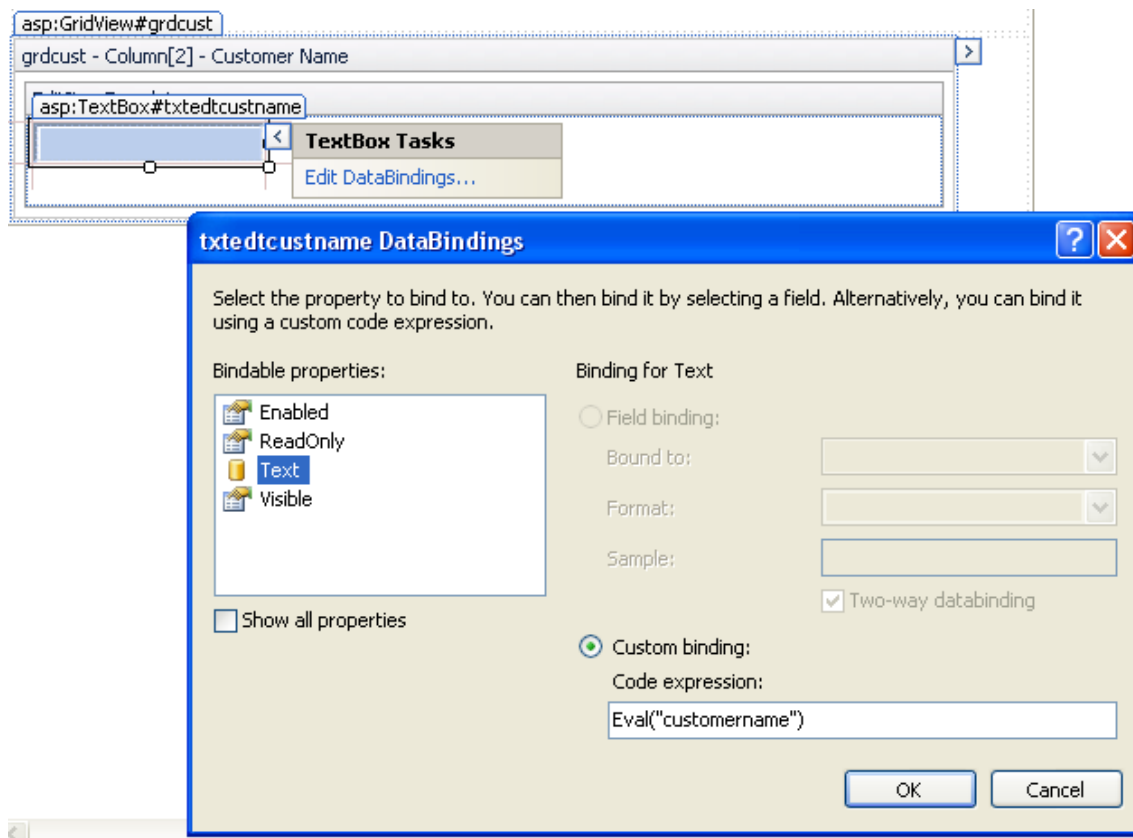 asp:GridView#grdcust
grdcust - Column[2] - Customer Name
asp:TextBox#txtedtcustname
TextBox Tasks
Edit DataBindings...
txtedtcustname DataBindings
Select the property to bind to. You can then bind it by selecting a field. Alternatively, you can bind it
using a custom code expression.
Bindable properties:
Enabled
ReadOnly
Text
Visible
Show all properties
Binding for Text
Field binding:
Bound to:
Format:
Sample:
Two-way databinding
Custom binding:
Code expression:
Eval("customername")
OK
Cancel